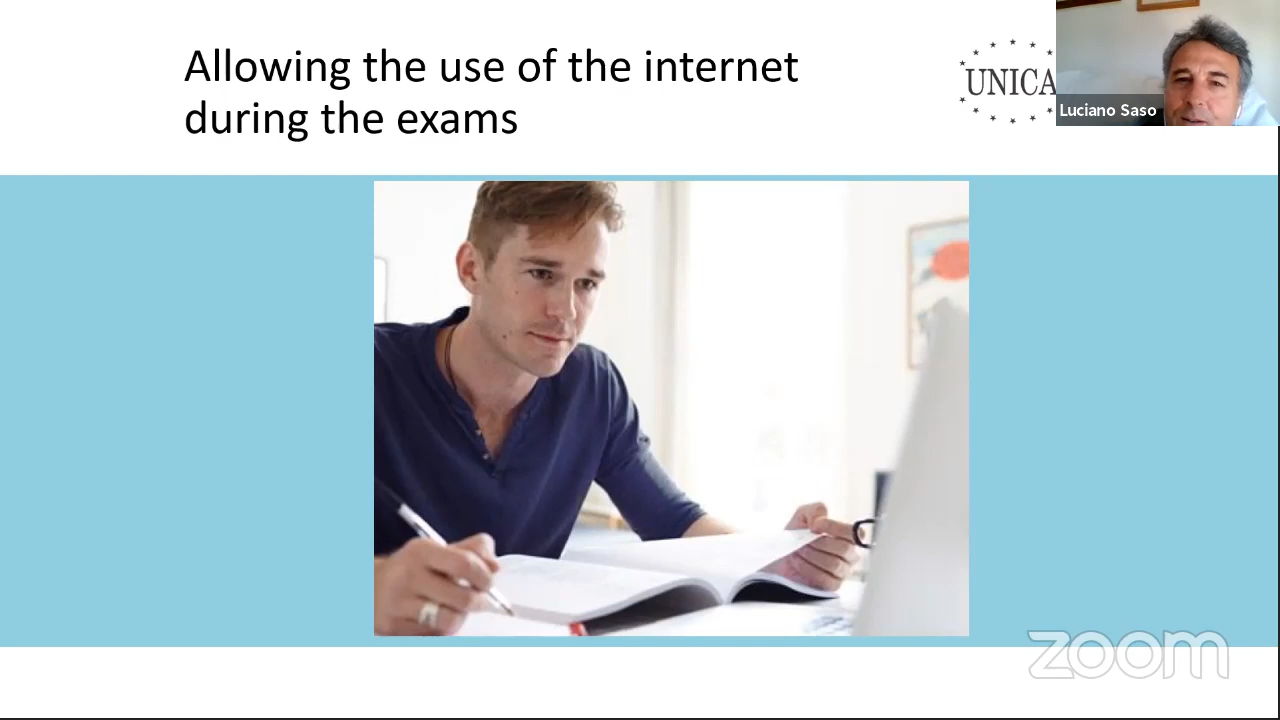 Allowing the use of the internet
during the exams
UNICA
Luciano Saso
zoom